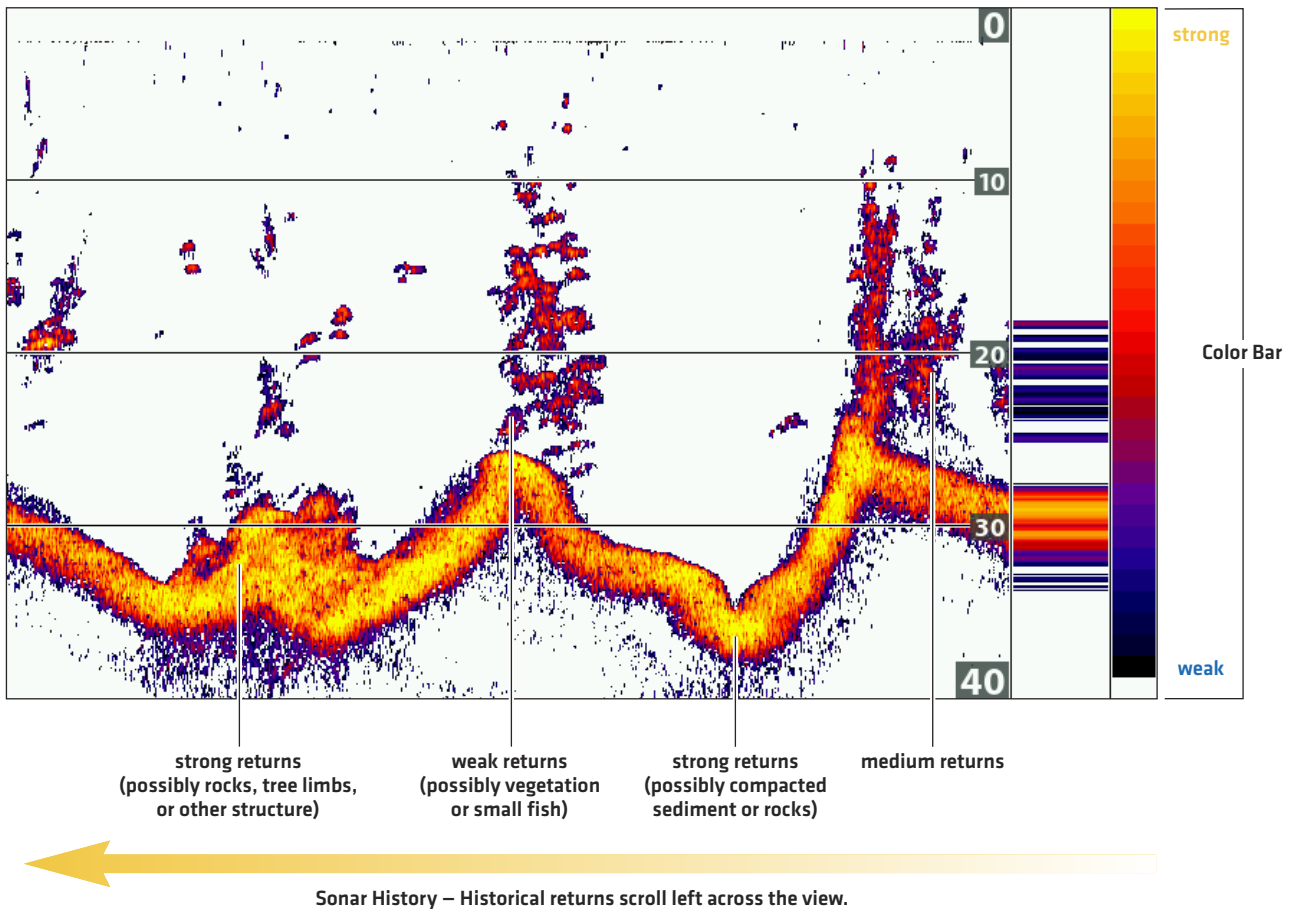 0
strong
10
20
Color Bar
30
weak
40
strong returns
(possibly rocks, tree limbs,
or other structure)
weak returns
(possibly vegetation
or small fish)
strong returns
(possibly compacted
sediment or rocks)
medium returns
Sonar History – Historical returns scroll left across the view.